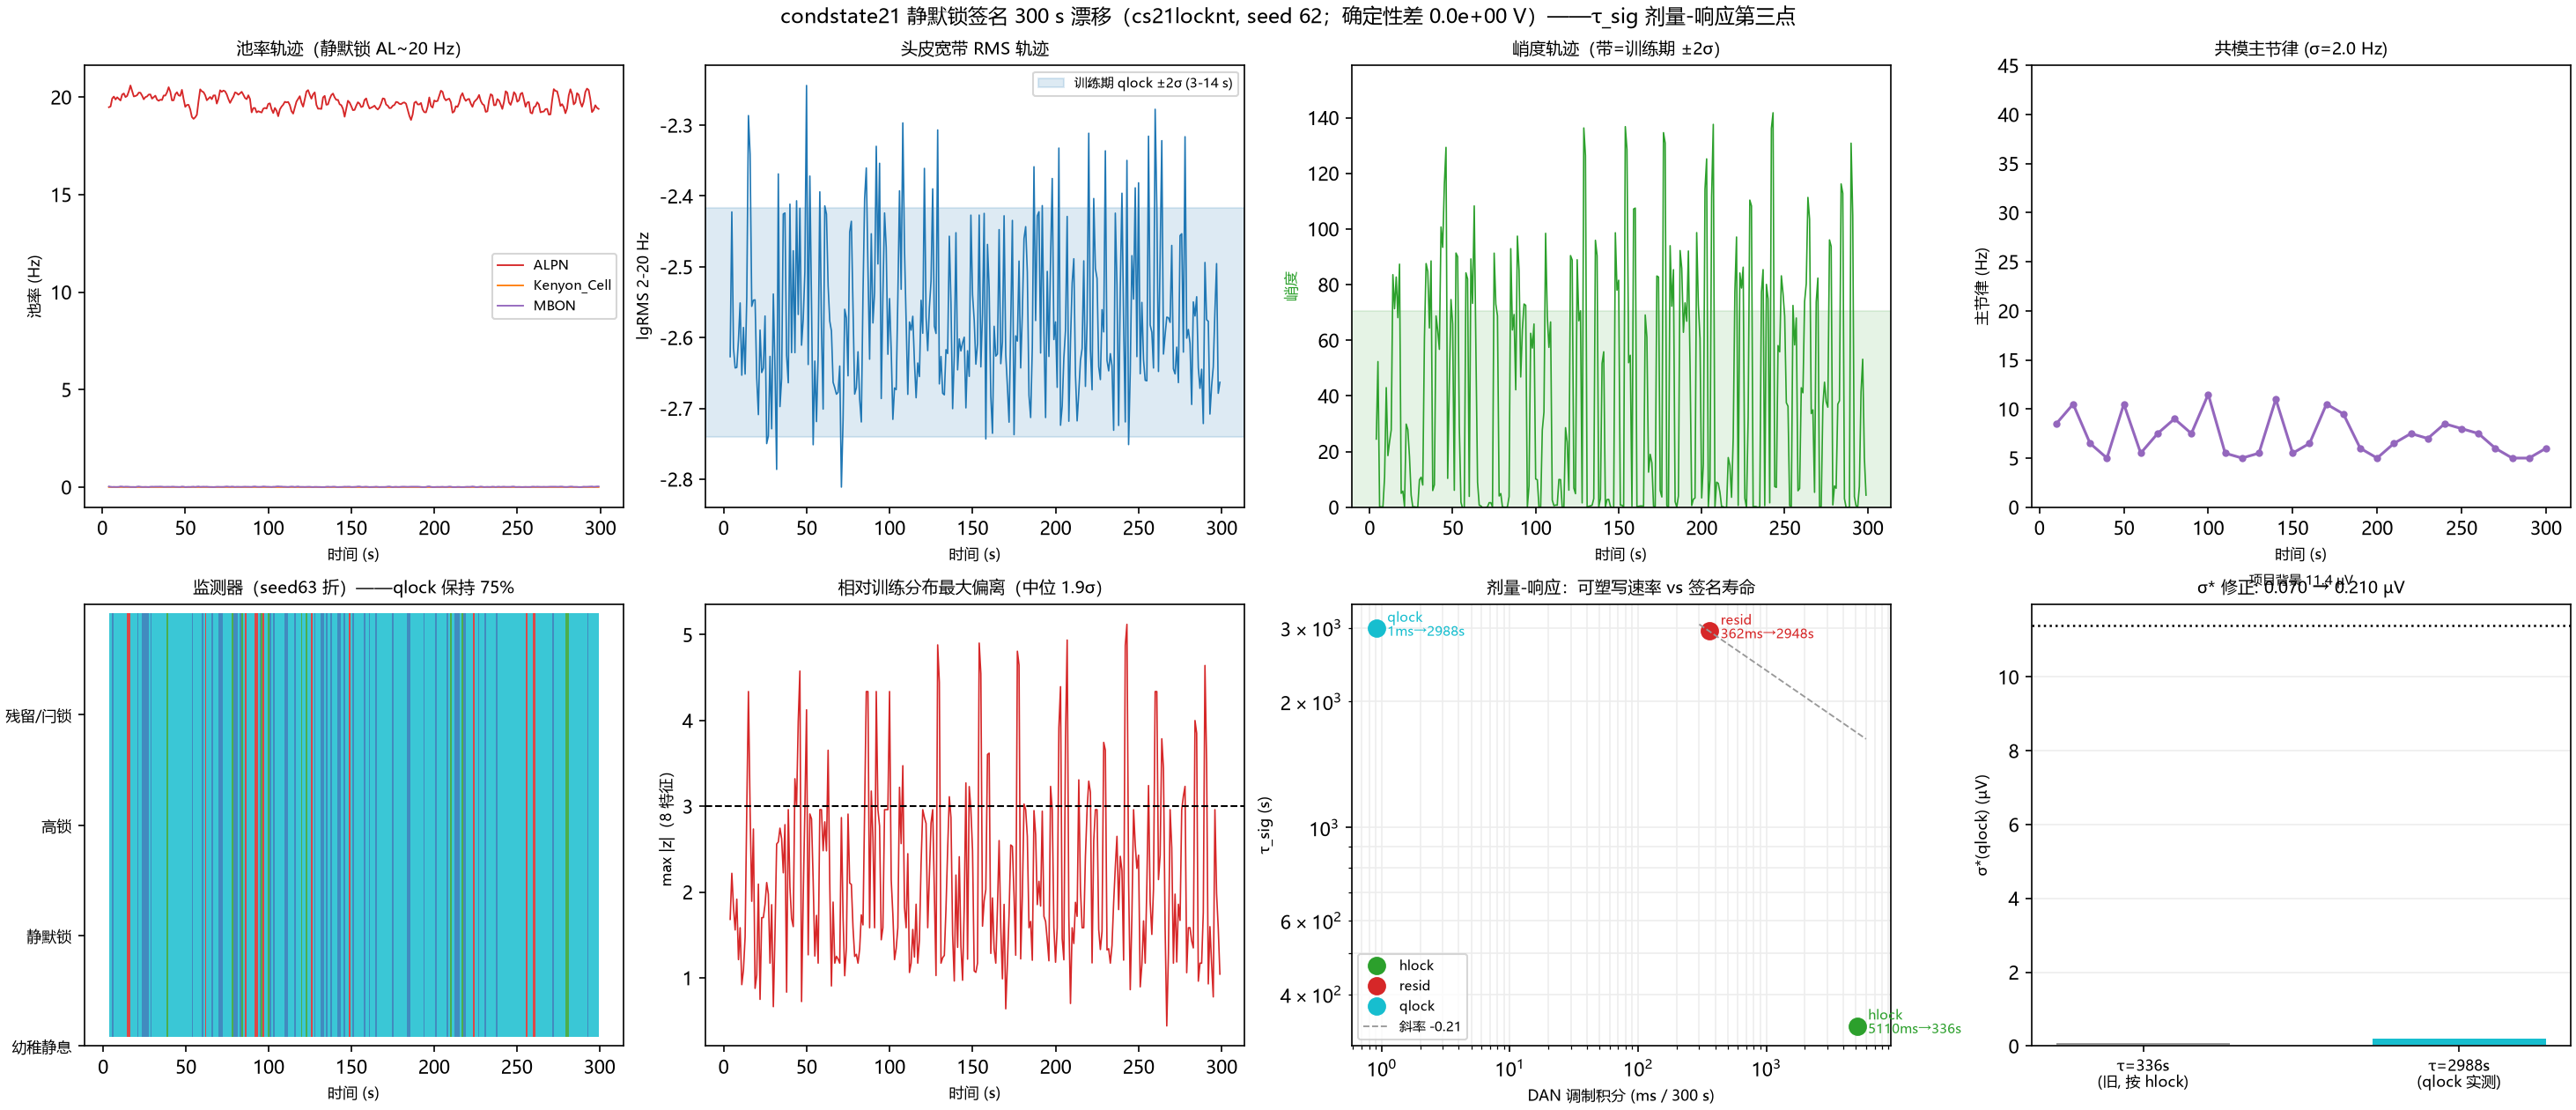 condstate21 静默锁签名 300 s 漂移（cs21locknt, seed 62；确定性差 0.0e+00 V）——τ_sig 剂量-响应第三点
池率轨迹（静默锁 AL~20 Hz）
池率 (Hz)
20
15
10
5
0
ALPN
Kenyon_Cell
MBON
0 50 100 150 200 250 300
时间 (s)
头皮宽带 RMS 轨迹
lgRMS 2-20 Hz
训练期 qlock ±2σ (3-14 s)
-2.3
-2.4
-2.5
-2.6
-2.7
-2.8
0 50 100 150 200 250 300
时间 (s)
峭度轨迹（带=训练期 ±2σ）
峭度
140
120
100
80
60
40
20
0
0 50 100 150 200 250 300
时间 (s)
共模主节律 (σ=2.0 Hz)
主节律 (Hz)
45
40
35
30
25
20
15
10
5
0
0 50 100 150 200 250 300
时间 (s)
监测器（seed63 折）——qlock 保持 75%
残留/闩锁
高锁
静默锁
幼稚静息
0 50 100 150 200 250 300
时间 (s)
相对训练分布最大偏离（中位 1.9σ）
max |z|（8 特征）
5
4
3
2
1
0 50 100 150 200 250 300
时间 (s)
剂量-响应：可塑写速率 vs 签名寿命
τ_sig (s)
3 × 10³
2 × 10³
10³
6 × 10²
4 × 10²
qlock
1ms→2988s
resid
362ms→2948s
hlock
5110ms→336s
hlock
resid
qlock
斜率 -0.21
10⁰ 10¹ 10² 10³
DAN 调制积分 (ms / 300 s)
项目背景 11.4 μV
σ* 修正: 0.070 → 0.210 μV
σ*(qlock) (μV)
10
8
6
4
2
0
τ=336s
(旧, 按 hlock)
τ=2988s
(qlock 实测)